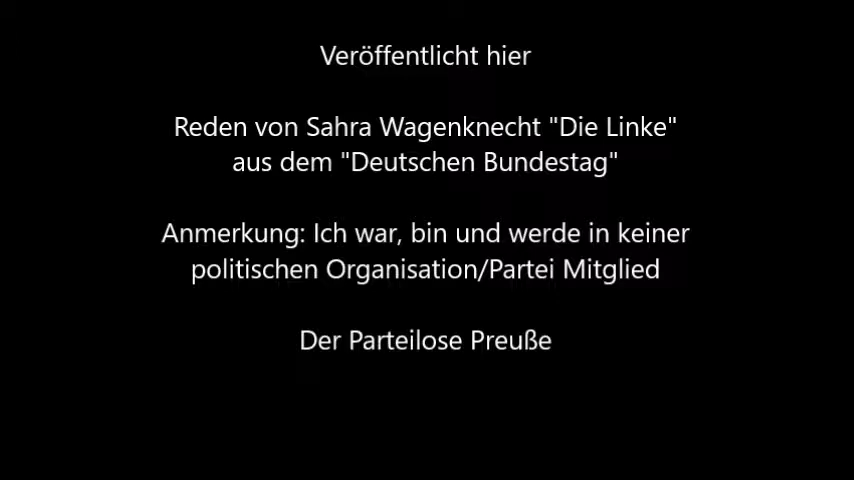 Veröffentlicht hier
Reden von Sahra Wagenknecht "Die Linke"
aus dem "Deutschen Bundestag"
Anmerkung: Ich war, bin und werde in keiner
politischen Organisation/Partei Mitglied
Der Parteilose Preuße